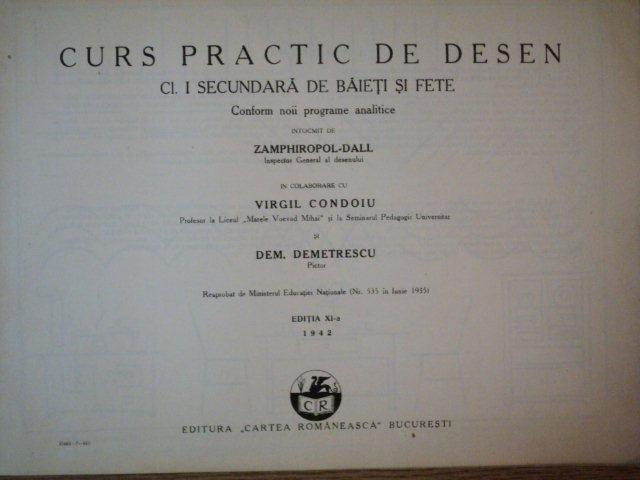 CURS PRACTIC DE DESEN
Cl. I SECUNDARĂ DE BĂIEȚI ȘI FETE
Conform noii programe analitice
INTOCMIT DE
ZAMPHIROPOL-DALL
Inspector General al desenului
IN COLABORARE CU
VIRGIL CONDOIU
Profesor la Liceul „Marele Voevod Mihai" și la Seminarul Pedagogic Universitar
ȘI
DEM. DEMETRESCU
Pictor
Reaprobat de Ministerul Educației Naționale (Nr. 535 în Iunie 1935)
EDIȚIA XI-a
1942
C R
EDITURA „CARTEA ROMÂNEASCĂ" BUCUREȘTI